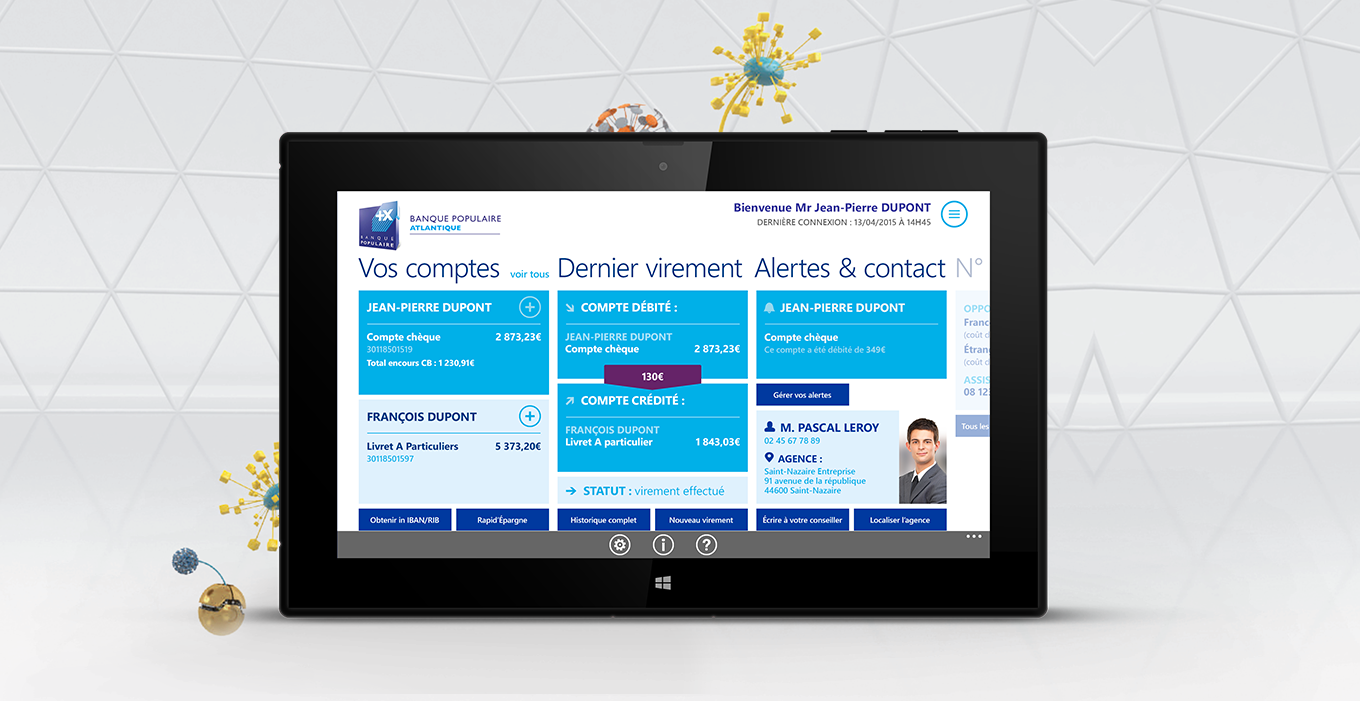 4X
BANQUE
POPULAIRE
BANQUE POPULAIRE
ATLANTIQUE
Bienvenue Mr Jean-Pierre DUPONT
DERNIÈRE CONNEXION : 13/04/2015 À 14H45
Vos comptes voir tous
JEAN-PIERRE DUPONT
Compte chèque 2 873,23€
30118501519
Total encours CB : 1 230,91€
FRANÇOIS DUPONT
Livret A Particuliers 5 373,20€
30118501597
Obtenir in IBAN/RIB
Rapid'Épargne
Dernier virement
COMPTE DÉBITÉ :
JEAN-PIERRE DUPONT
Compte chèque 2 873,23€
130€
COMPTE CRÉDITÉ :
FRANÇOIS DUPONT
Livret A particulier 1 843,03€
STATUT : virement effectué
Historique complet
Nouveau virement
Alertes & contact
JEAN-PIERRE DUPONT
Compte chèque
Ce compte a été débité de 349€
Gérer vos alertes
M. PASCAL LEROY
02 45 67 78 89
AGENCE :
Saint-Nazaire Entreprise
91 avenue de la république
44600 Saint-Nazaire
Écrire à votre conseiller
Localiser l'agence
N°
OPPO
Franc
(coût d
Étran
(coût d
ASSIS
08 12
Tous les